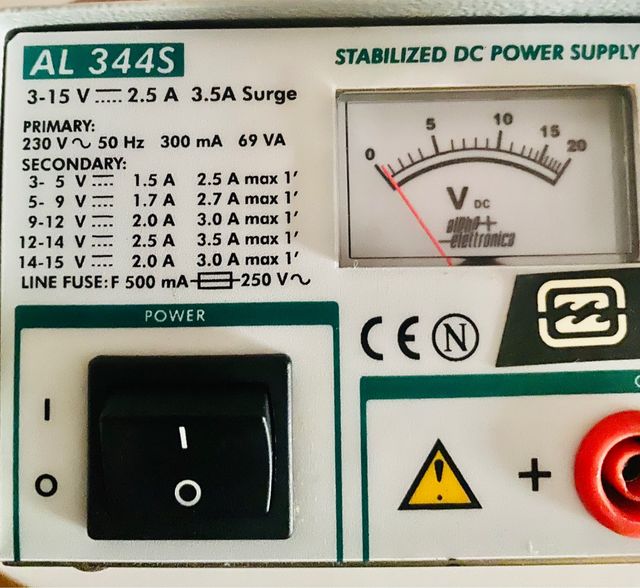 AL 344S
STABILIZED DC POWER SUPPLY
3-15 V ⎓ 2.5 A 3.5A Surge
PRIMARY:
230 V ∿ 50 Hz 300 mA 69 VA
SECONDARY:
3- 5 V ⎓ 1.5 A 2.5 A max 1'
5- 9 V ⎓ 1.7 A 2.7 A max 1'
9-12 V ⎓ 2.0 A 3.0 A max 1'
12-14 V ⎓ 2.5 A 3.5 A max 1'
14-15 V ⎓ 2.0 A 3.0 A max 1'
LINE FUSE: F 500 mA 250 V ∿
0 5 10 15 20
V DC
alpha+
elettronica
POWER
CE N
I
O
I
O
+